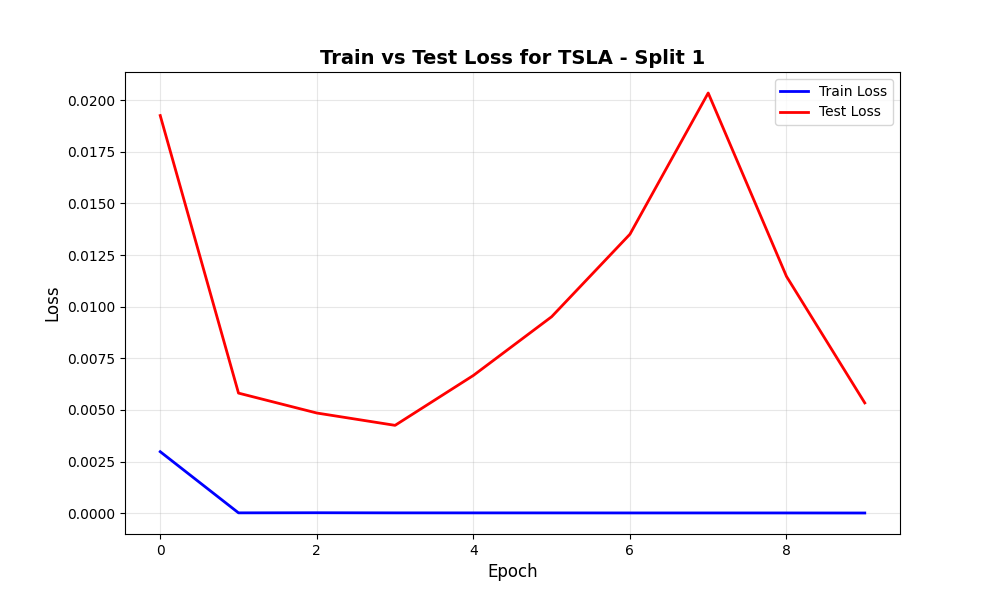 Train vs Test Loss for TSLA - Split 1
Train Loss
Test Loss
0.0200
0.0175
0.0150
0.0125
0.0100
0.0075
0.0050
0.0025
0.0000
Loss
0 2 4 6 8
Epoch